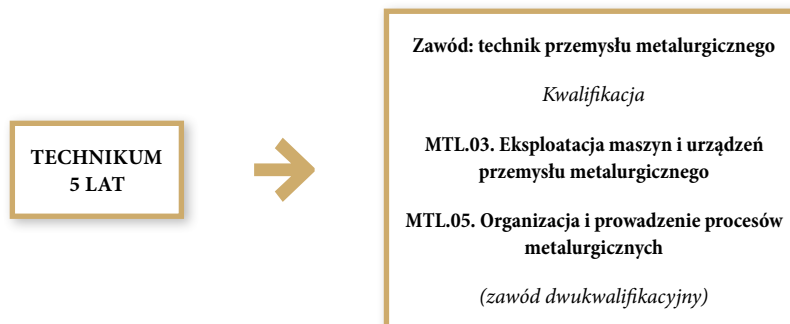 TECHNIKUM
5 LAT
Zawód: technik przemysłu metalurgicznego
Kwalifikacja
MTL.03. Eksploatacja maszyn i urządzeń
przemysłu metalurgicznego
MTL.05. Organizacja i prowadzenie procesów
metalurgicznych
(zawód dwukwalifikacyjny)